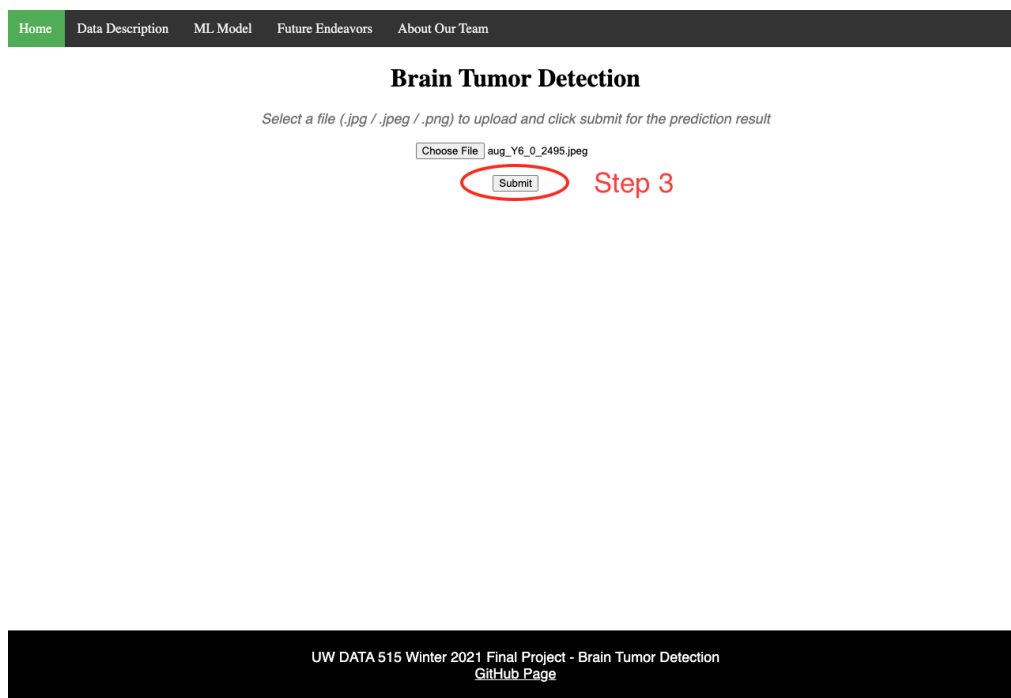 Home Data Description ML Model Future Endeavors About Our Team
Brain Tumor Detection
Select a file (.jpg / .jpeg / .png) to upload and click submit for the prediction result
Choose File aug_Y6_0_2495.jpeg
Submit Step 3
UW DATA 515 Winter 2021 Final Project - Brain Tumor Detection
GitHub Page